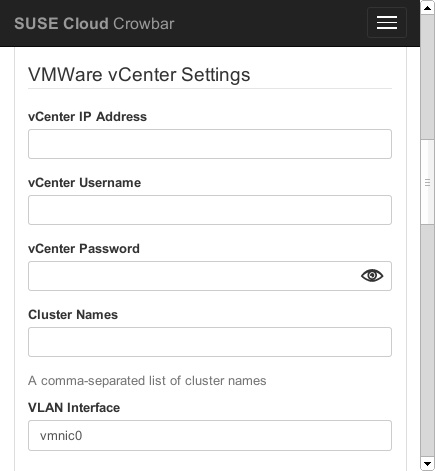 SUSE Cloud Crowbar
VMWare vCenter Settings
vCenter IP Address
vCenter Username
vCenter Password
Cluster Names
A comma-separated list of cluster names
VLAN Interface
vmnic0